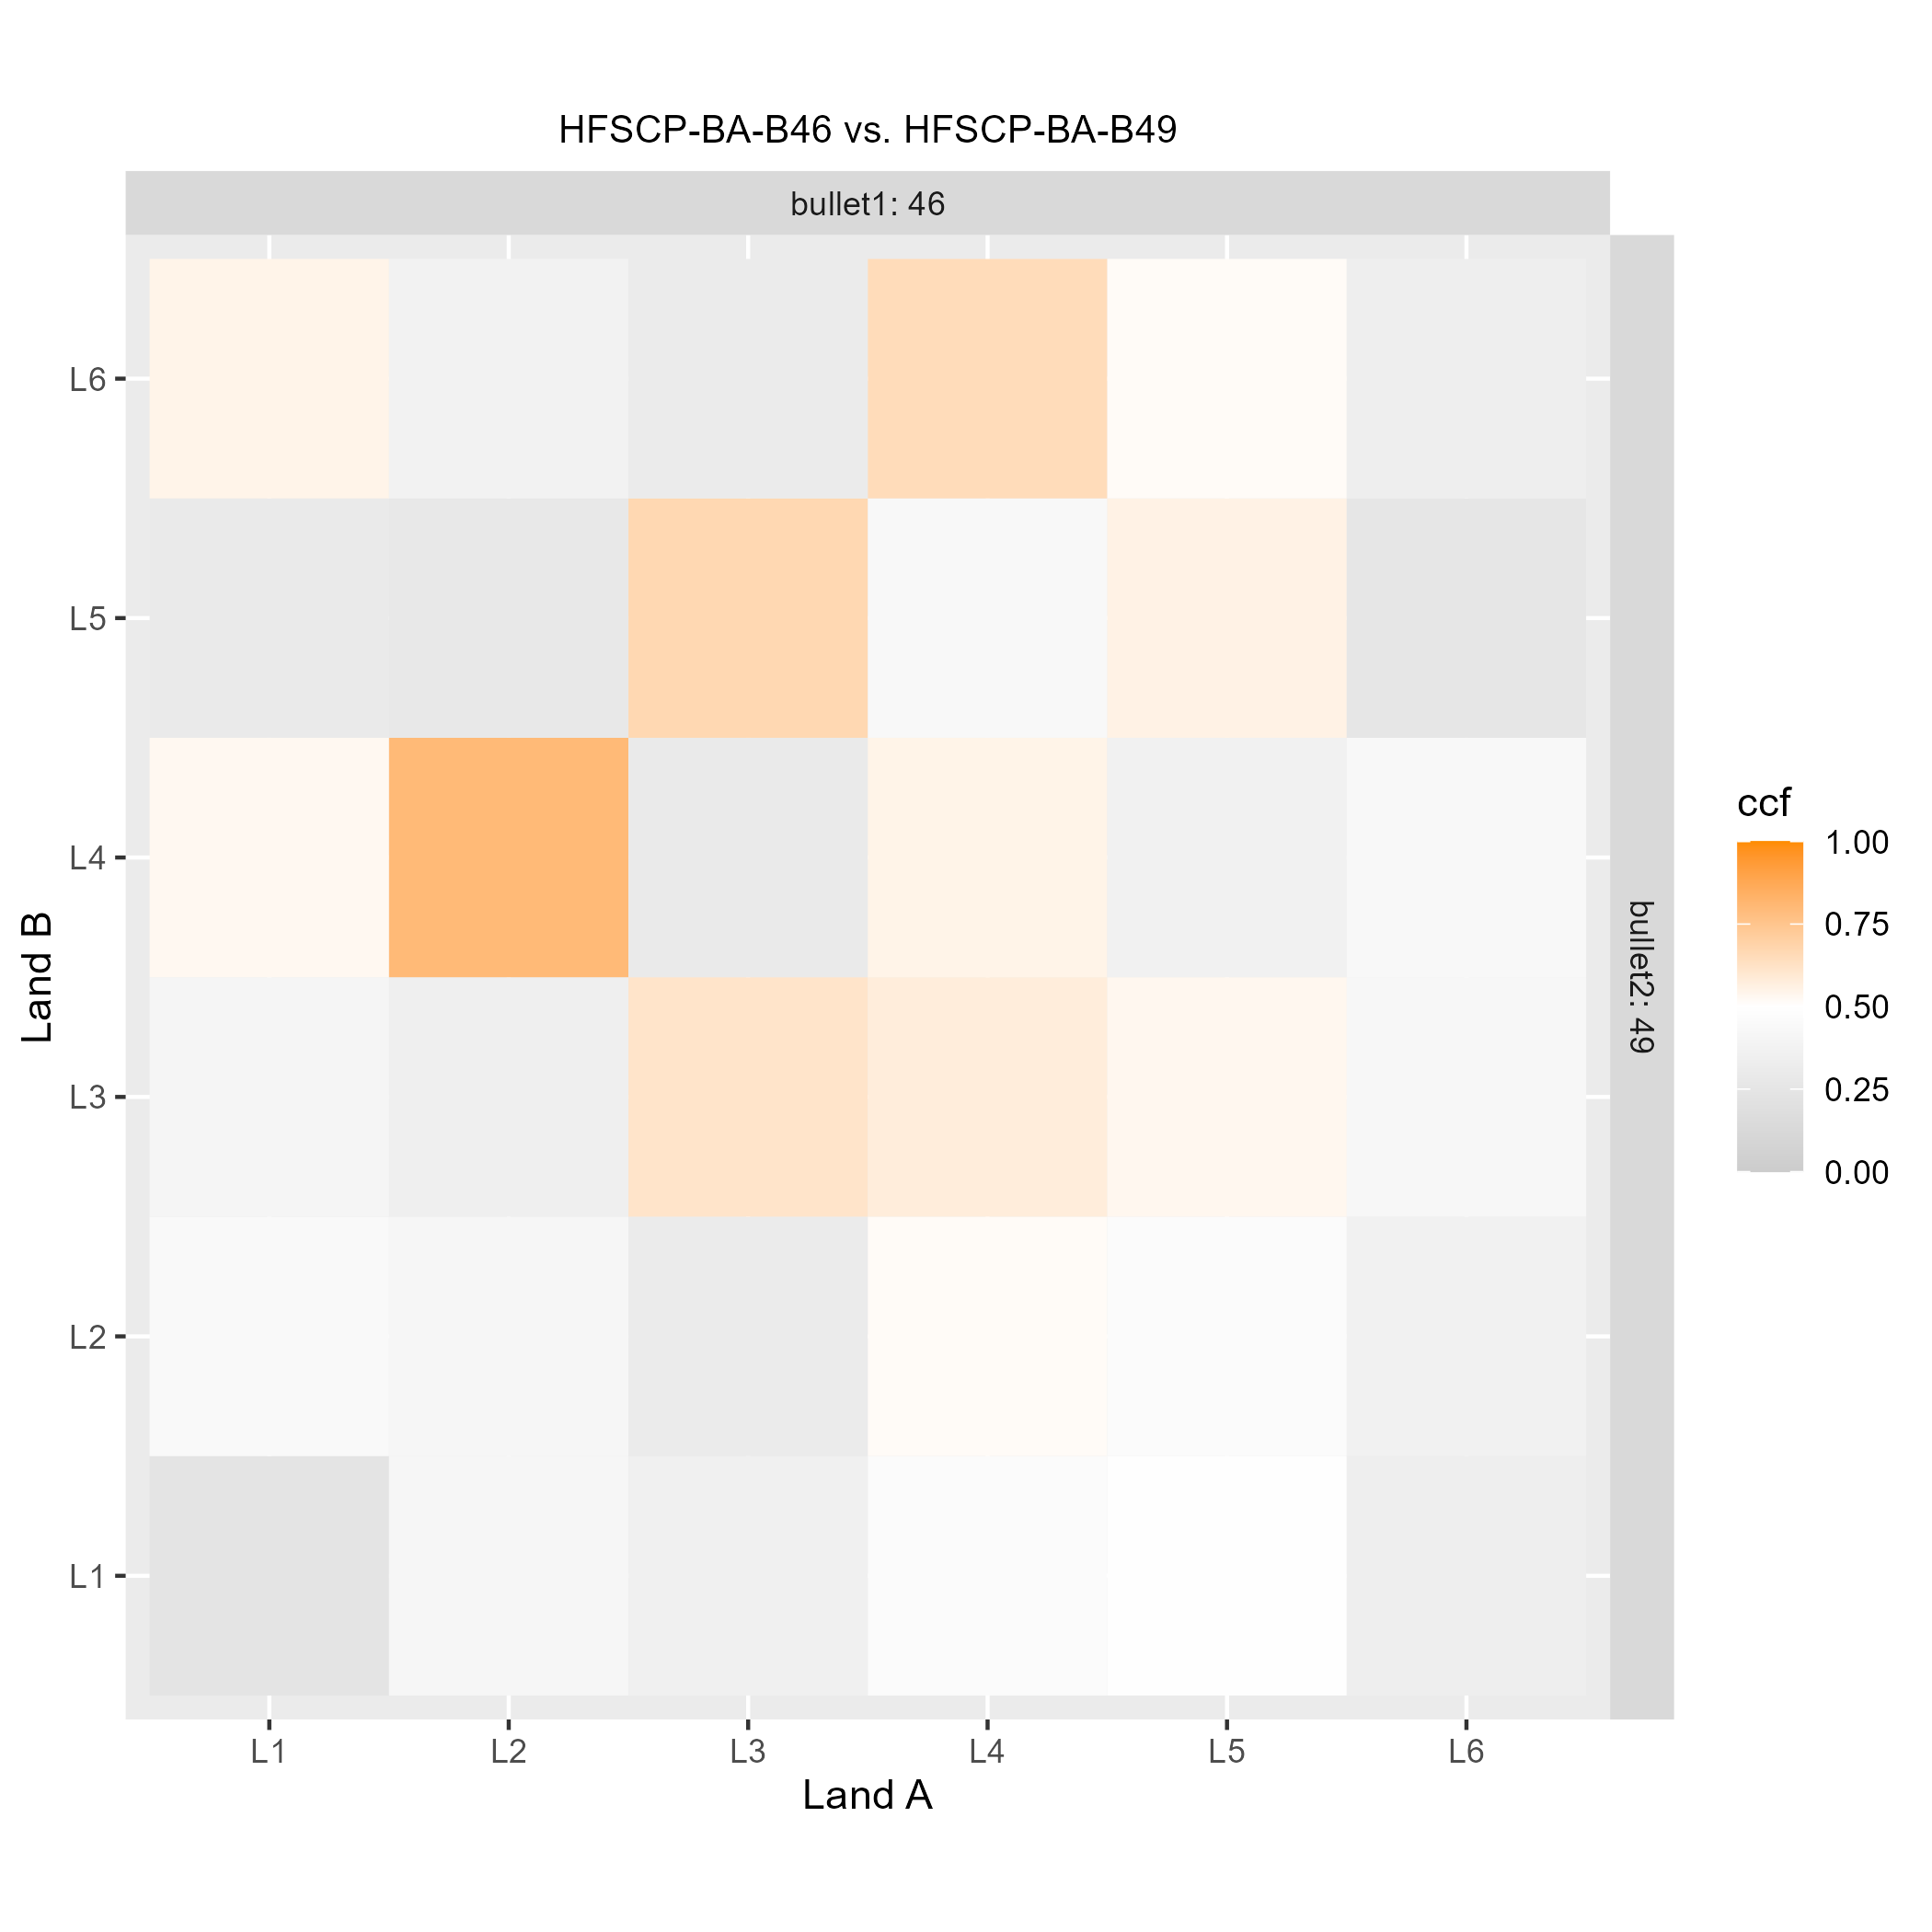 HFSCP-BA-B46 vs. HFSCP-BA-B49
bullet1: 46
L6
L5
L4
L3
L2
L1
Land B
L1 L2 L3 L4 L5 L6
Land A
bullet2: 49
ccf
1.00
0.75
0.50
0.25
0.00